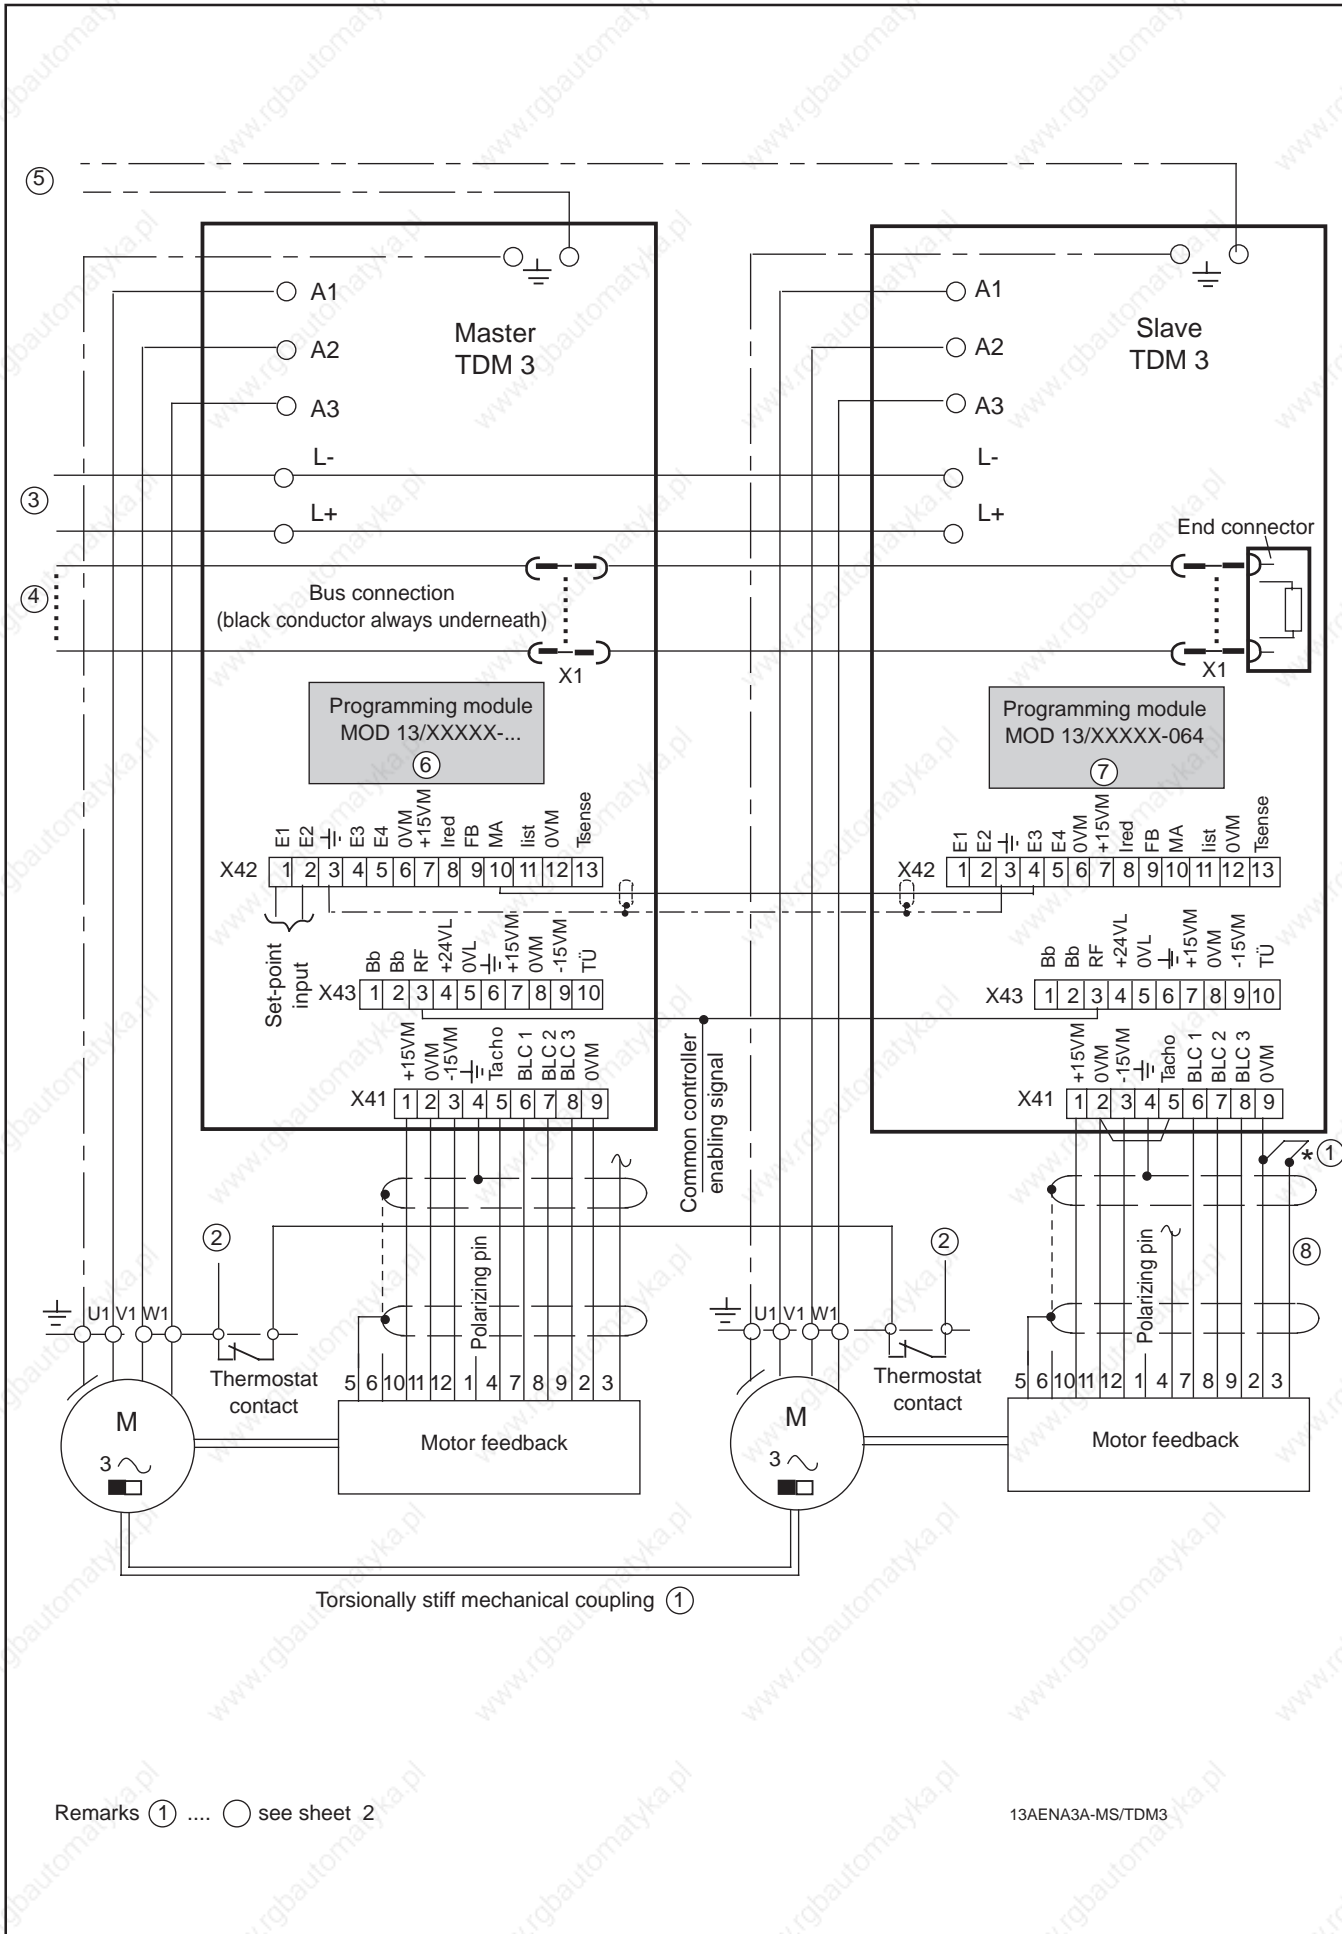 5
A1
A2
A3
Master
TDM 3
L-
L+
A1
A2
A3
Slave
TDM 3
L-
L+
3
4
End connector
Bus connection
(black conductor always underneath)
X1
X1
Programming module
MOD 13/XXXXX-...
6
Programming module
MOD 13/XXXXX-064
7
E1 E2 E3 E4 0VM +15VM Ired FB MA Iist 0VM Tsense
X42 1 2 3 4 5 6 7 8 9 10 11 12 13
E1 E2 E3 E4 0VM +15VM Ired FB MA Iist 0VM Tsense
X42 1 2 3 4 5 6 7 8 9 10 11 12 13
Set-point
input
Bb Bb RF +24VL 0VL +15VM 0VM -15VM TÜ
X43 1 2 3 4 5 6 7 8 9 10
Bb Bb RF +24VL 0VL +15VM 0VM -15VM TÜ
X43 1 2 3 4 5 6 7 8 9 10
+15VM 0VM -15VM Tacho BLC 1 BLC 2 BLC 3 0VM
X41 1 2 3 4 5 6 7 8 9
Common controller
enabling signal
+15VM 0VM -15VM Tacho BLC 1 BLC 2 BLC 3 0VM
X41 1 2 3 4 5 6 7 8 9
* 1
2
Polarizing pin
2
Polarizing pin
8
U1 V1 W1
Thermostat
contact
5 6 10 11 12 1 4 7 8 9 2 3
U1 V1 W1
Thermostat
contact
5 6 10 11 12 1 4 7 8 9 2 3
M
3
Motor feedback
M
3
Motor feedback
Torsionally stiff mechanical coupling 1
Remarks 1 .... see sheet 2
13AENA3A-MS/TDM3
www.rgbautomatyka.pl